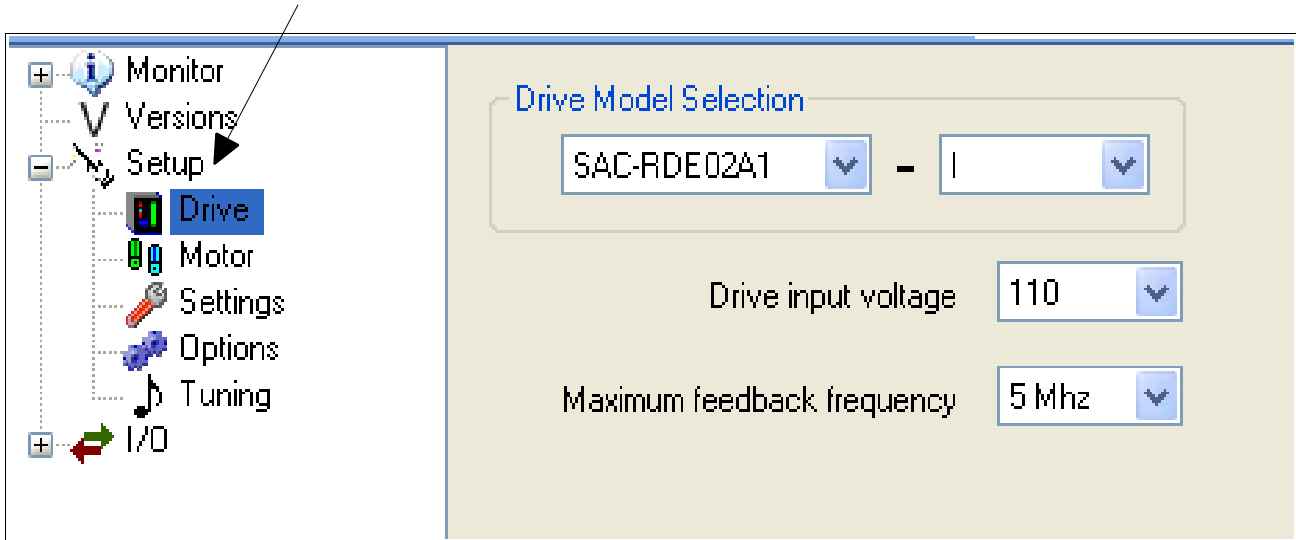 Monitor
Versions
Setup
Drive
Motor
Settings
Options
Tuning
I/O
Drive Model Selection
SAC-RDE02A1 - I
Drive input voltage 110
Maximum feedback frequency 5 Mhz